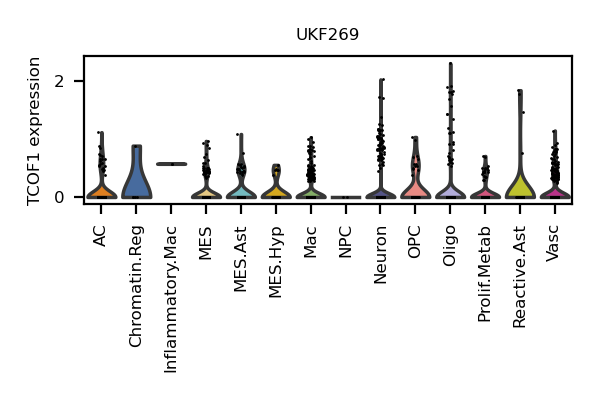 UKF269
TCOF1 expression
2
0
AC
Chromatin.Reg
Inflammatory.Mac
MES
MES.Ast
MES.Hyp
Mac
NPC
Neuron
OPC
Oligo
Prolif.Metab
Reactive.Ast
Vasc